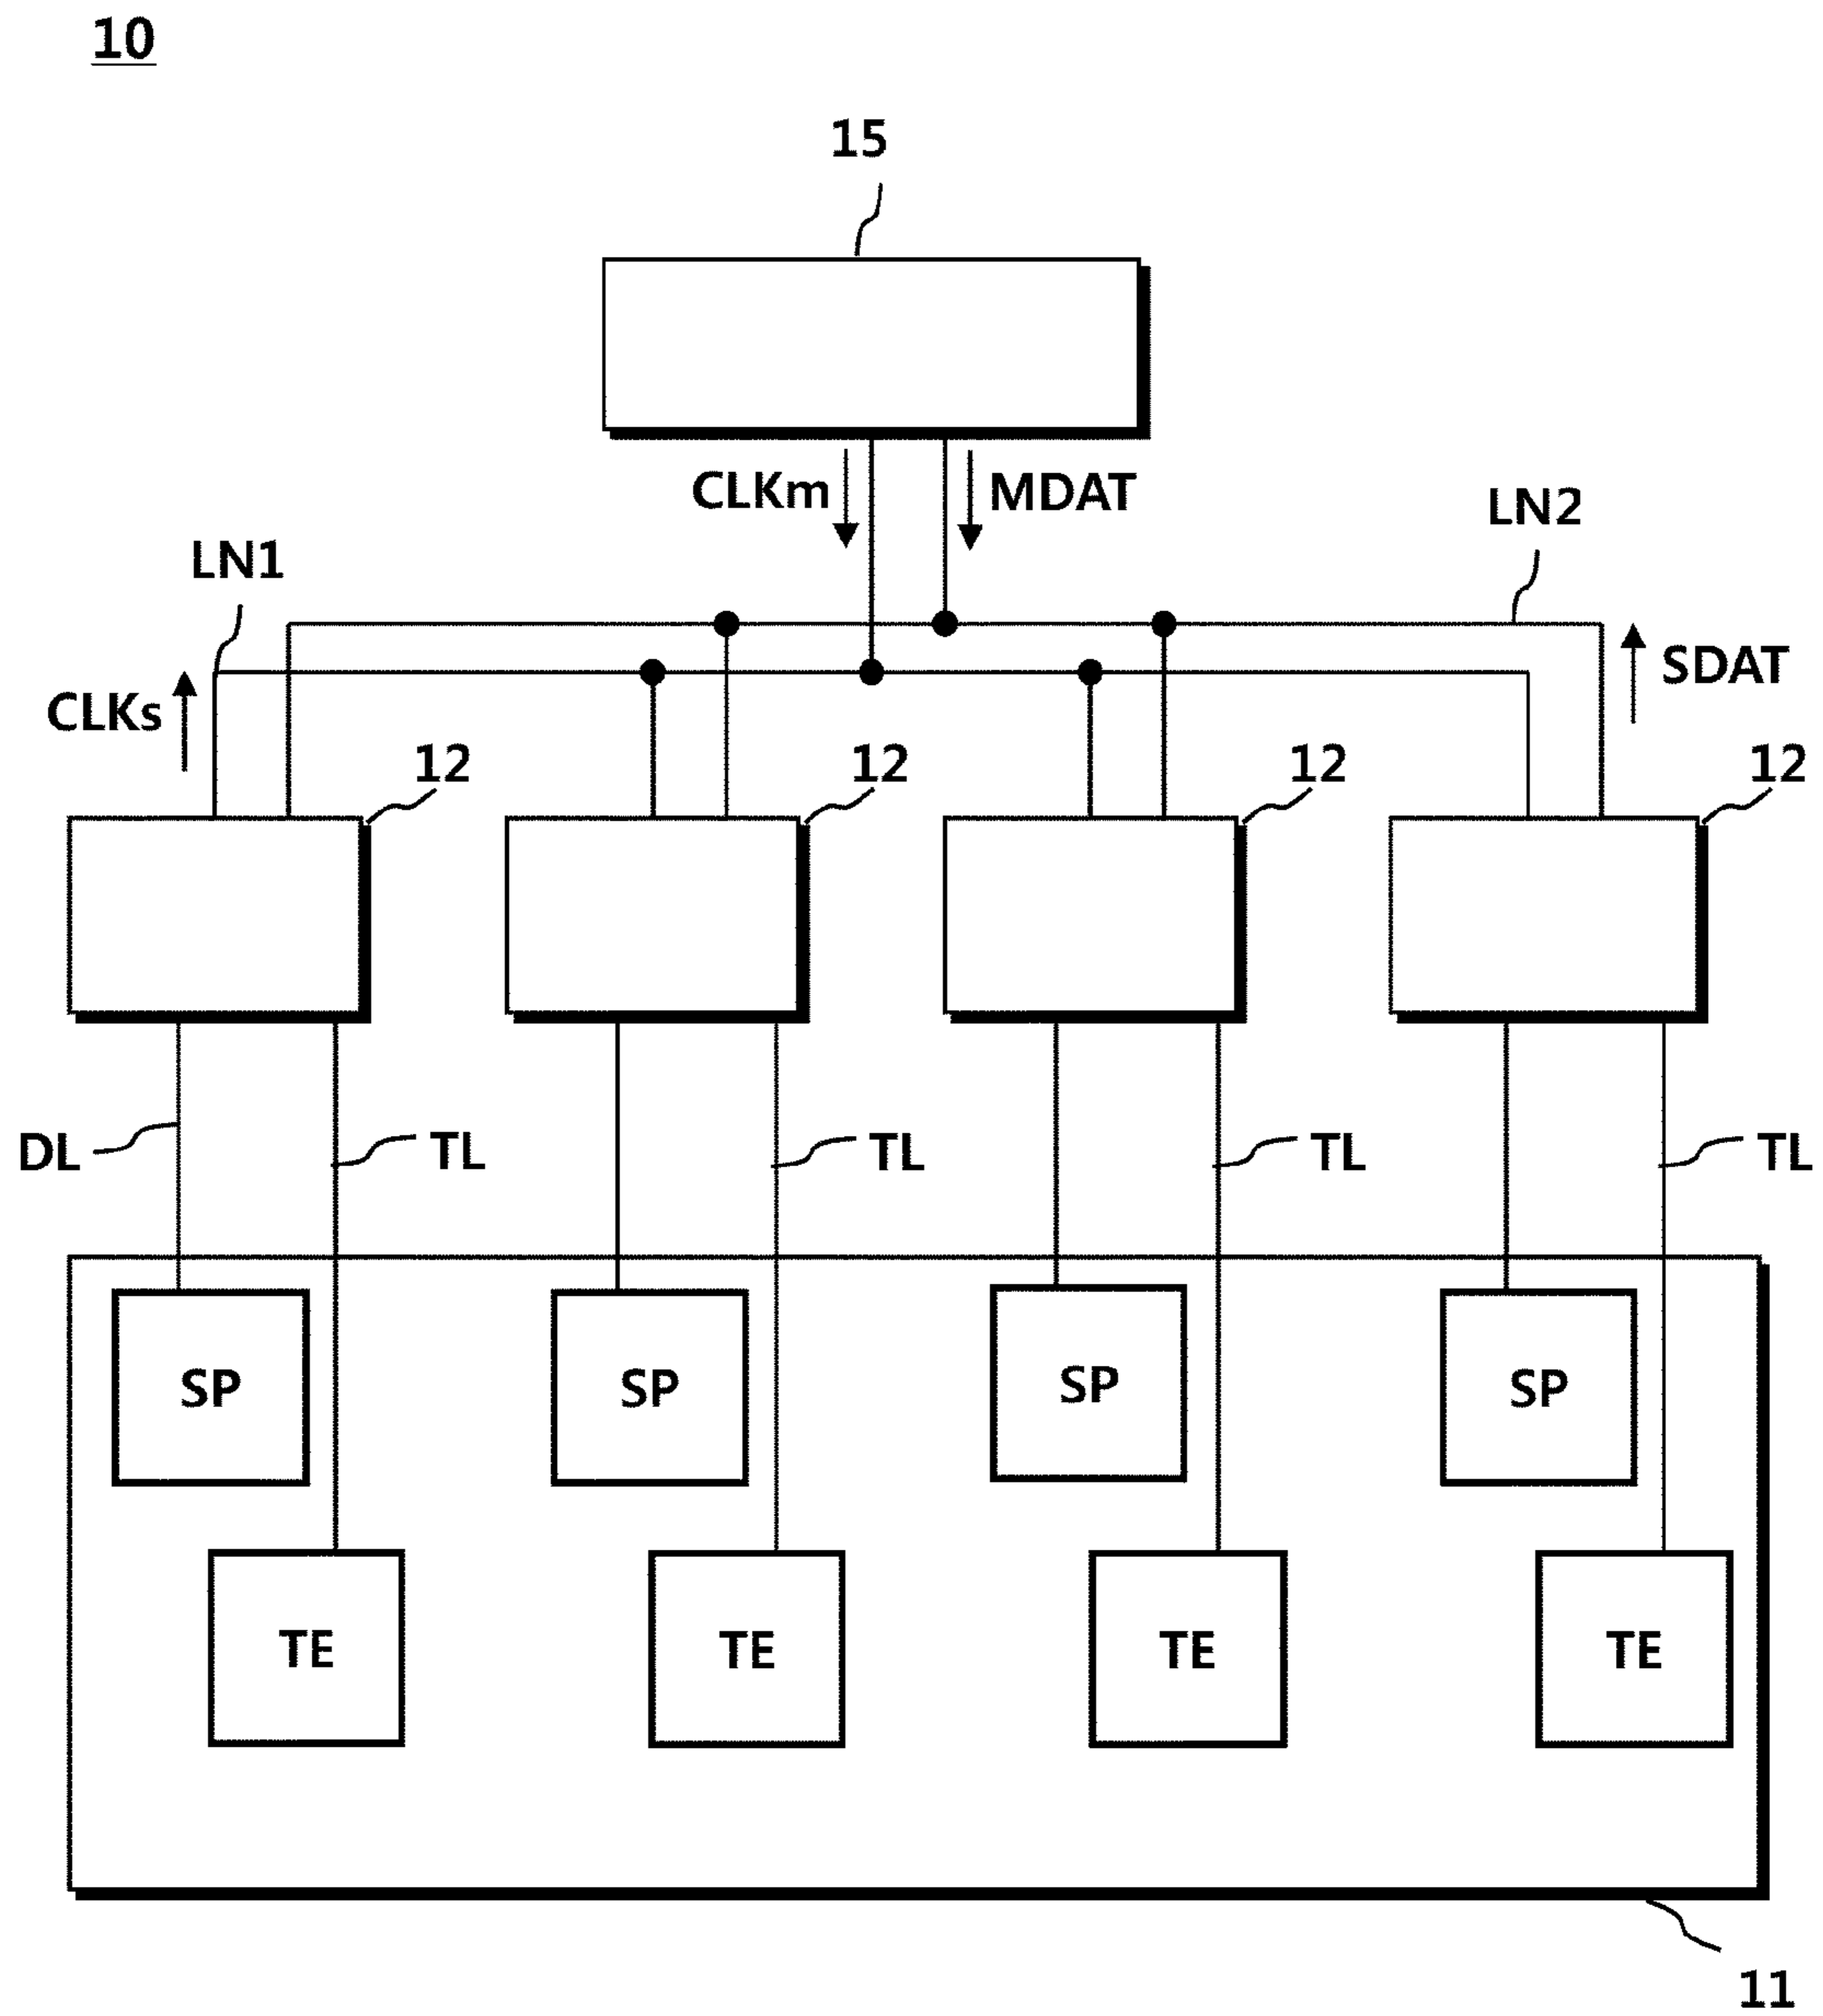 10
15
CLKm MDAT
LN2
LN1
SDAT
CLKs
12 12 12 12
DL TL TL TL TL
SP SP SP SP
TE TE TE TE
11